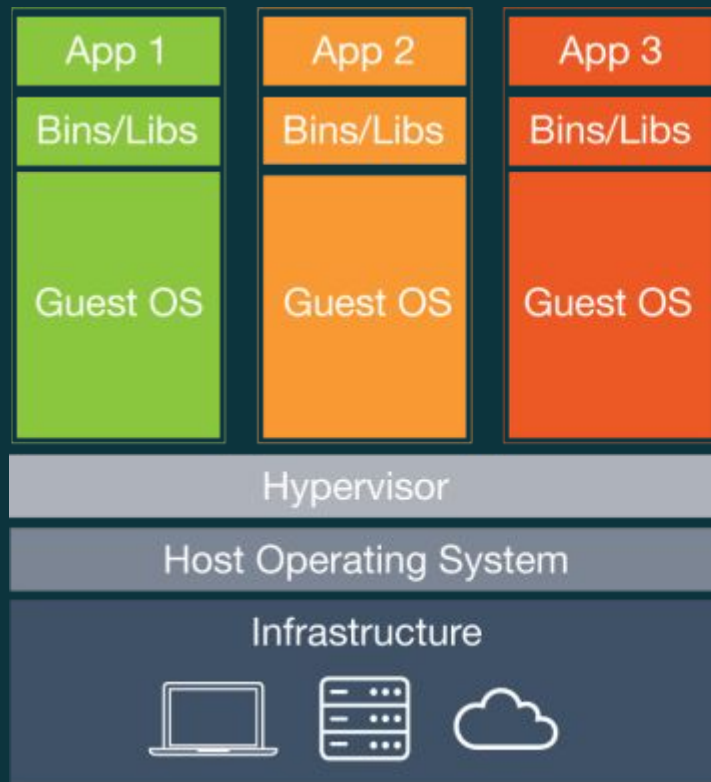 App 1
Bins/Libs
Guest OS
App 2
Bins/Libs
Guest OS
App 3
Bins/Libs
Guest OS
Hypervisor
Host Operating System
Infrastructure